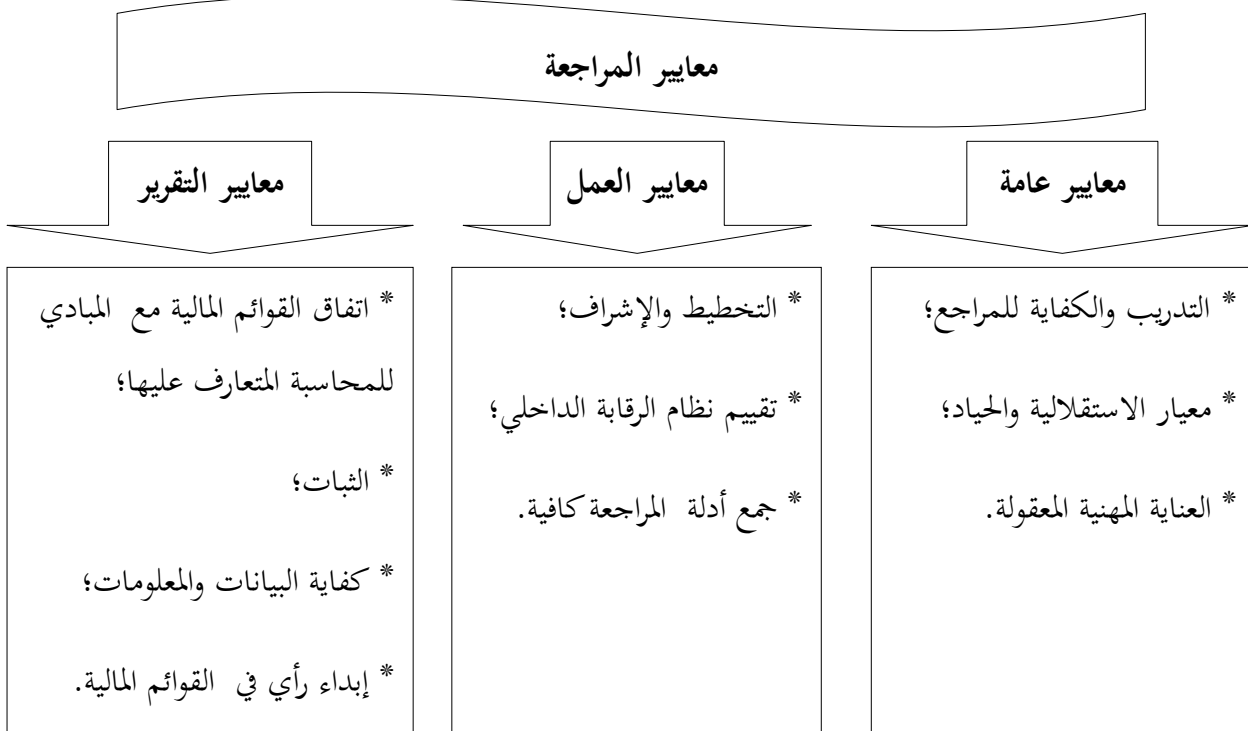 معايير المراجعة
معايير عامة
معايير العمل
معايير التقرير
* التدريب والكفاية للمراجع؛
* معيار الاستقلالية والحياد؛
* العناية المهنية المعقولة.
* التخطيط والإشراف؛
* تقييم نظام الرقابة الداخلي؛
* جمع أدلة المراجعة كافية.
* اتفاق القوائم المالية مع المبادي
للمحاسبة المتعارف عليها؛
* الثبات؛
* كفاية البيانات والمعلومات؛
* إبداء رأي في القوائم المالية.